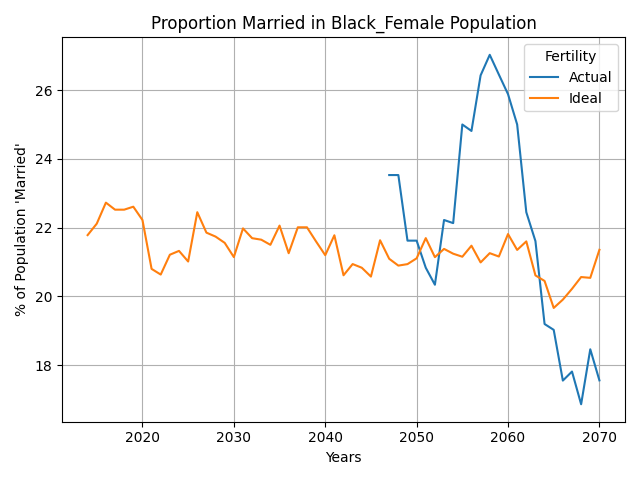 Proportion Married in Black_Female Population
Fertility
Actual
Ideal
% of Population 'Married'
26
24
22
20
18
2020 2030 2040 2050 2060 2070
Years